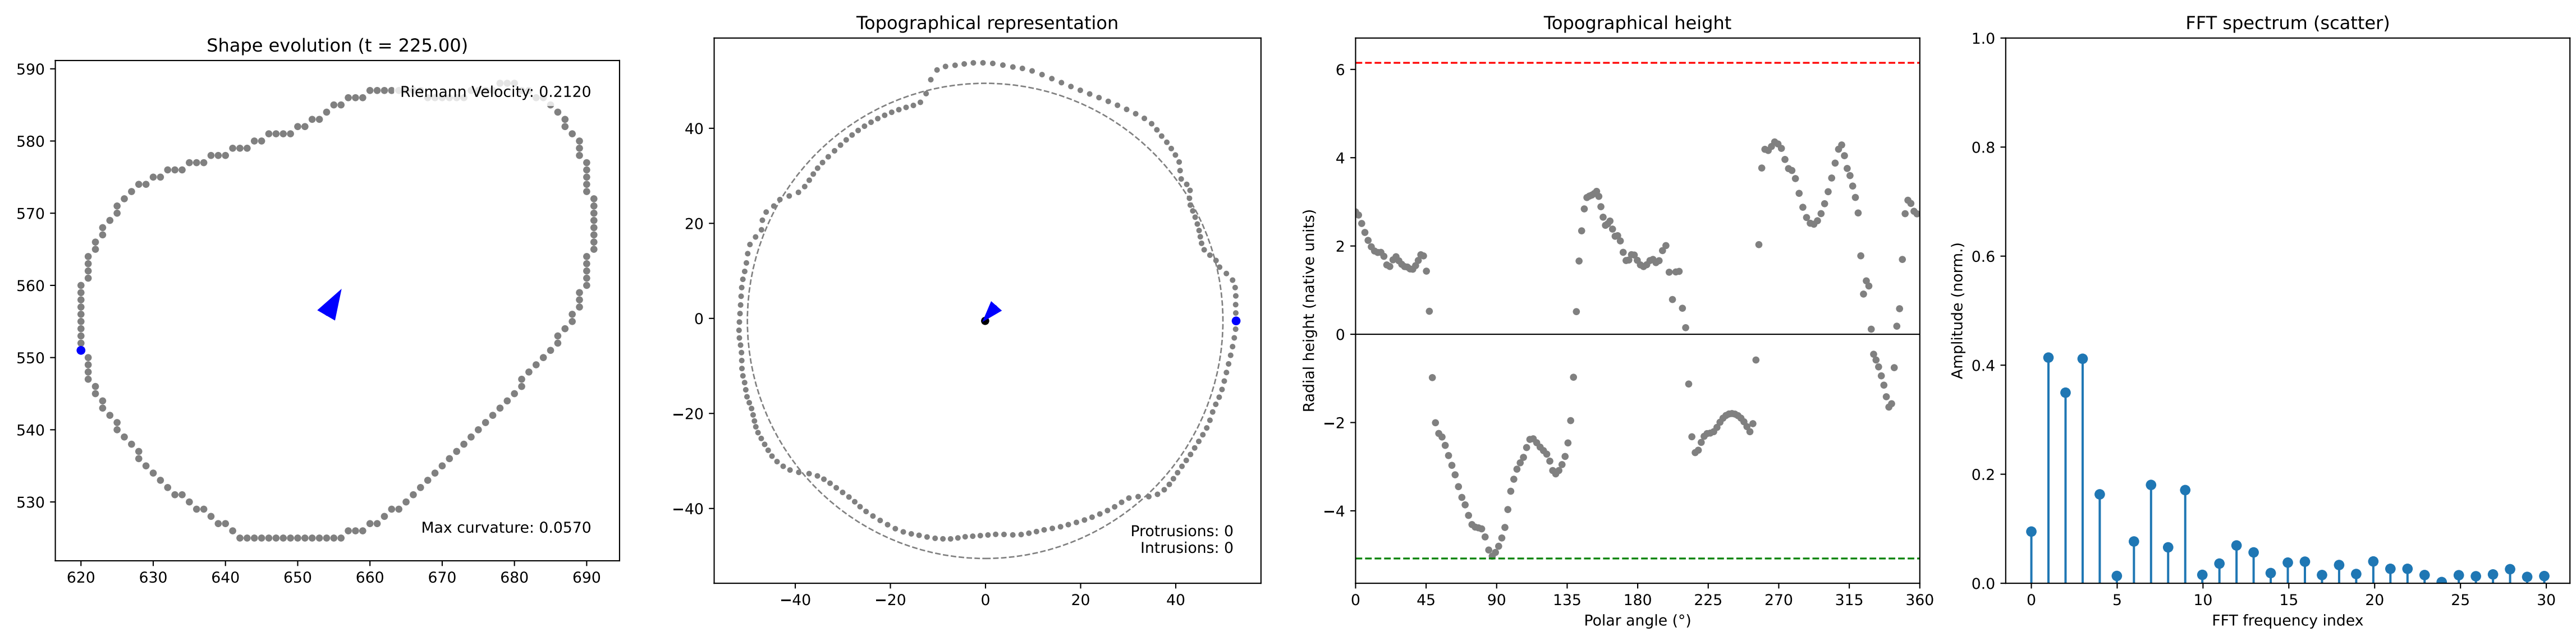 Shape evolution (t = 225.00)
590
580
570
560
550
540
530
620 630 640 650 660 670 680 690
Riemann Velocity: 0.2120
Max curvature: 0.0570
Topographical representation
40
20
0
−20
−40
−40 −20 0 20 40
Protrusions: 0
Intrusions: 0
Topographical height
Radial height (native units)
6
4
2
0
−2
−4
0 45 90 135 180 225 270 315 360
Polar angle (°)
FFT spectrum (scatter)
Amplitude (norm.)
1.0
0.8
0.6
0.4
0.2
0.0
0 5 10 15 20 25 30
FFT frequency index